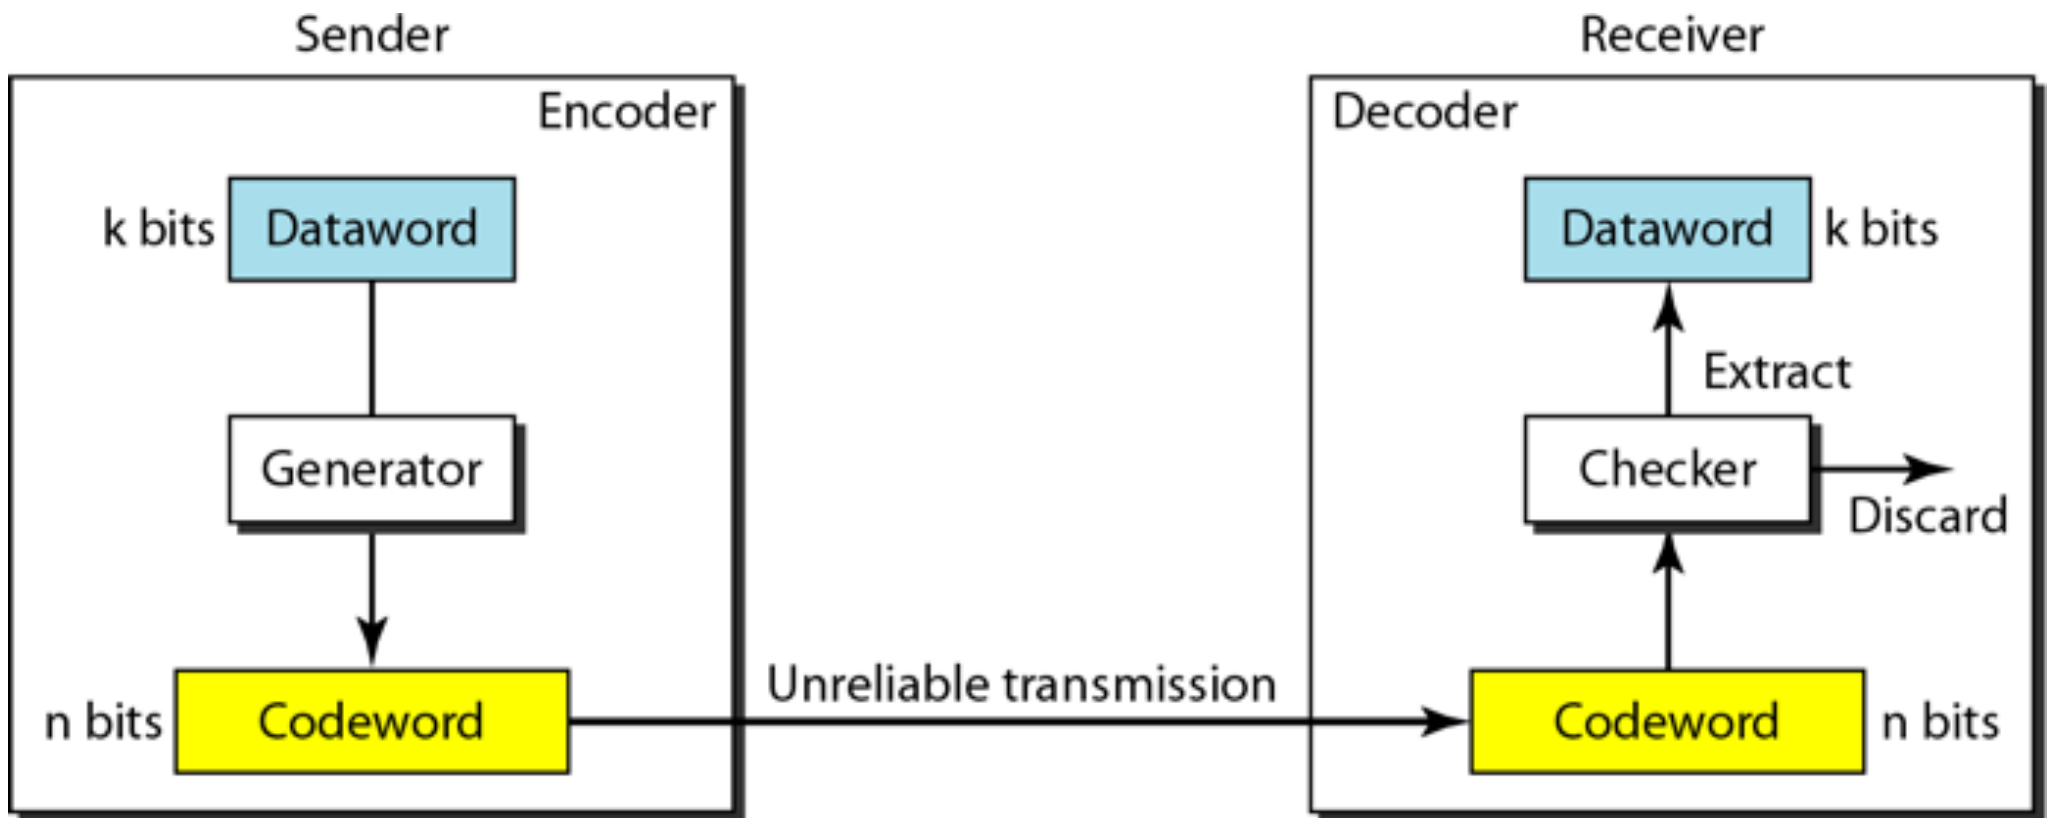 Sender
Encoder
k bits
Dataword
Generator
n bits
Codeword
Unreliable transmission
Receiver
Decoder
Dataword
k bits
Extract
Checker
Discard
Codeword
n bits